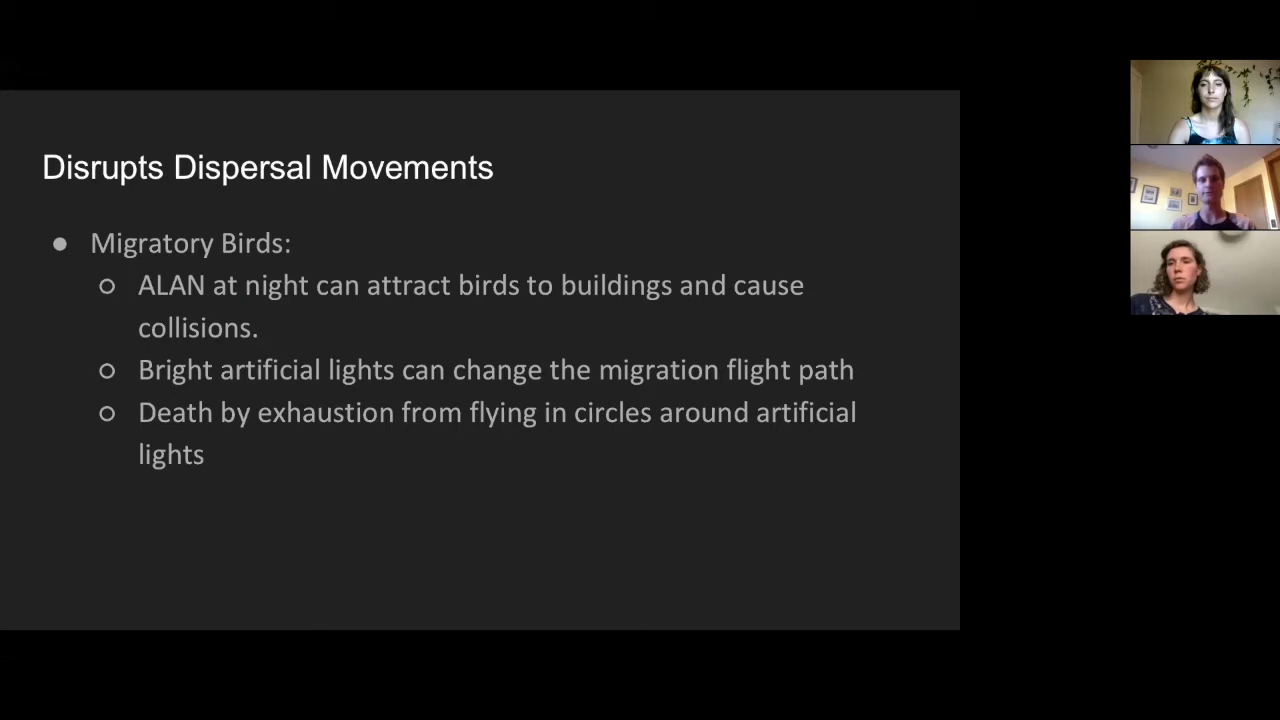 Disrupts Dispersal Movements
● Migratory Birds:
○ ALAN at night can attract birds to buildings and cause
collisions.
○ Bright artificial lights can change the migration flight path
○ Death by exhaustion from flying in circles around artificial
lights